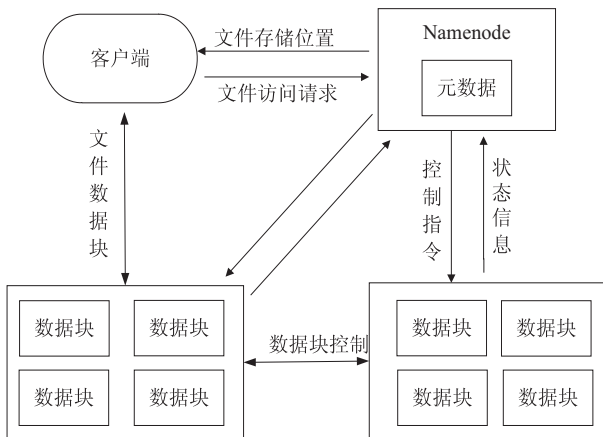 文件存储位置
Namenode
客户端
元数据
文件访问请求
文件数据块
控制指令
状态信息
数据块
数据块
数据块
数据块
数据块控制
数据块
数据块
数据块
数据块